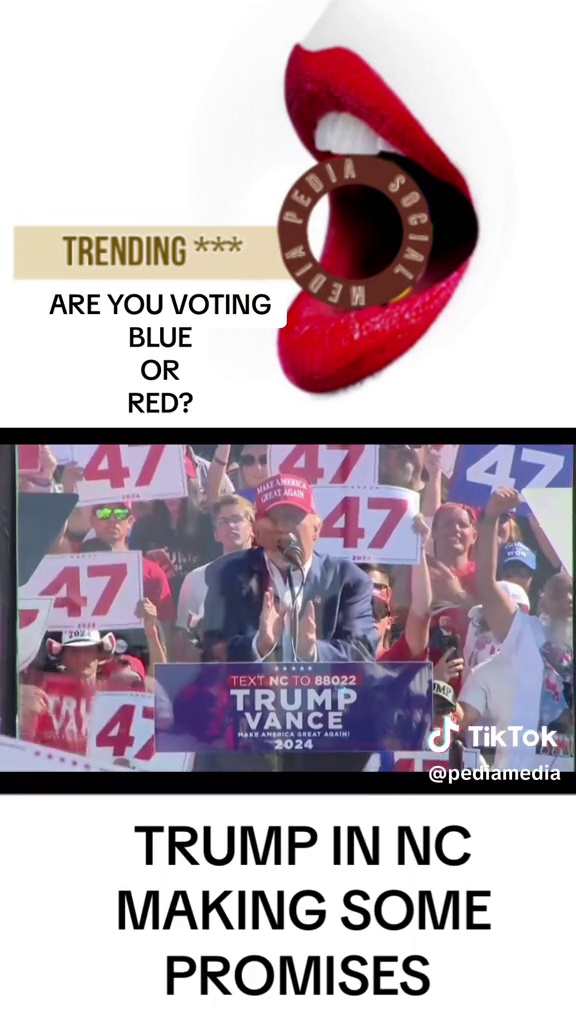 PEDIA SOCIAL MEDIA
TRENDING ***
ARE YOU VOTING
BLUE
OR
RED?
47
47
47
MAKE AMERICA
GREAT AGAIN
47
47
2024
47
TEXT NC TO 88022
TRUMP
VANCE
MAKE AMERICA GREAT AGAIN!
2024
TikTok
@pediamedia
TRUMP IN NC
MAKING SOME
PROMISES